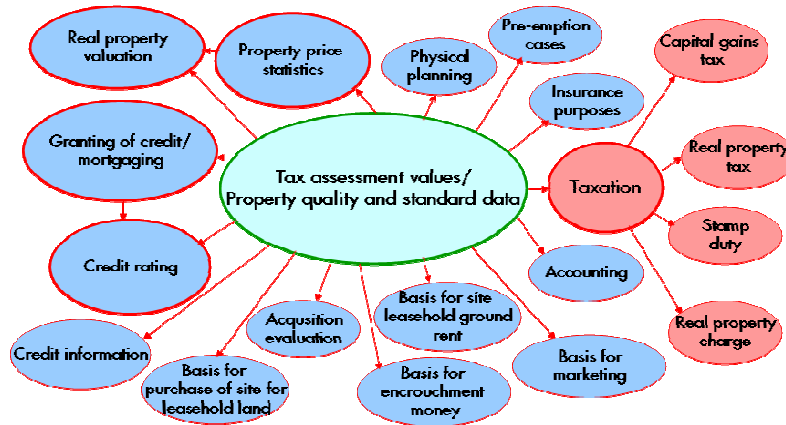 Real property
valuation
Property price
statistics
Physical
planning
Pre-emption
cases
Capital gains
tax
Insurance
purposes
Granting of credit/
mortgaging
Tax assessment values/
Property quality and standard data
Taxation
Real property
tax
Stamp
duty
Credit rating
Accounting
Real property
charge
Credit information
Acqusition
evaluation
Basis for site
leasehold ground
rent
Basis for
marketing
Basis for
purchase of site for
leasehold land
Basis for
encrouchment
money